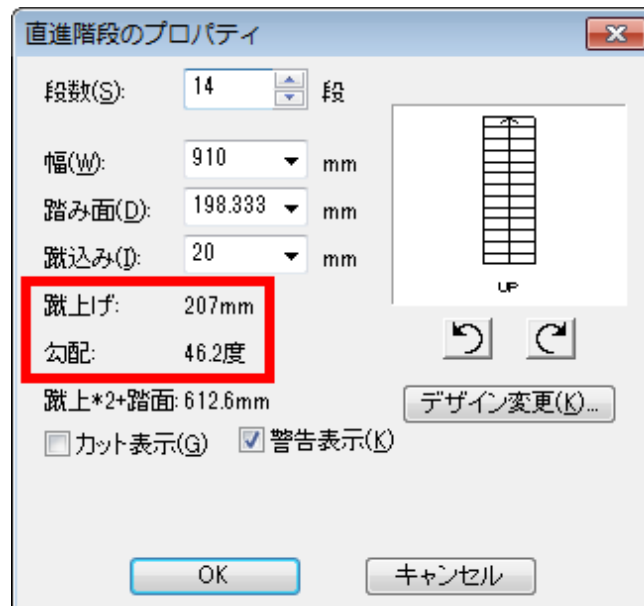 直進階段のプロパティ
段数(S): 14 段
幅(W): 910 mm
踏み面(D): 198.333 mm
蹴込み(I): 20 mm
UP
蹴上げ: 207mm
勾配: 46.2度
蹴上*2+踏面: 612.6mm
デザイン変更(K)...
カット表示(G) 警告表示(K)
OK キャンセル